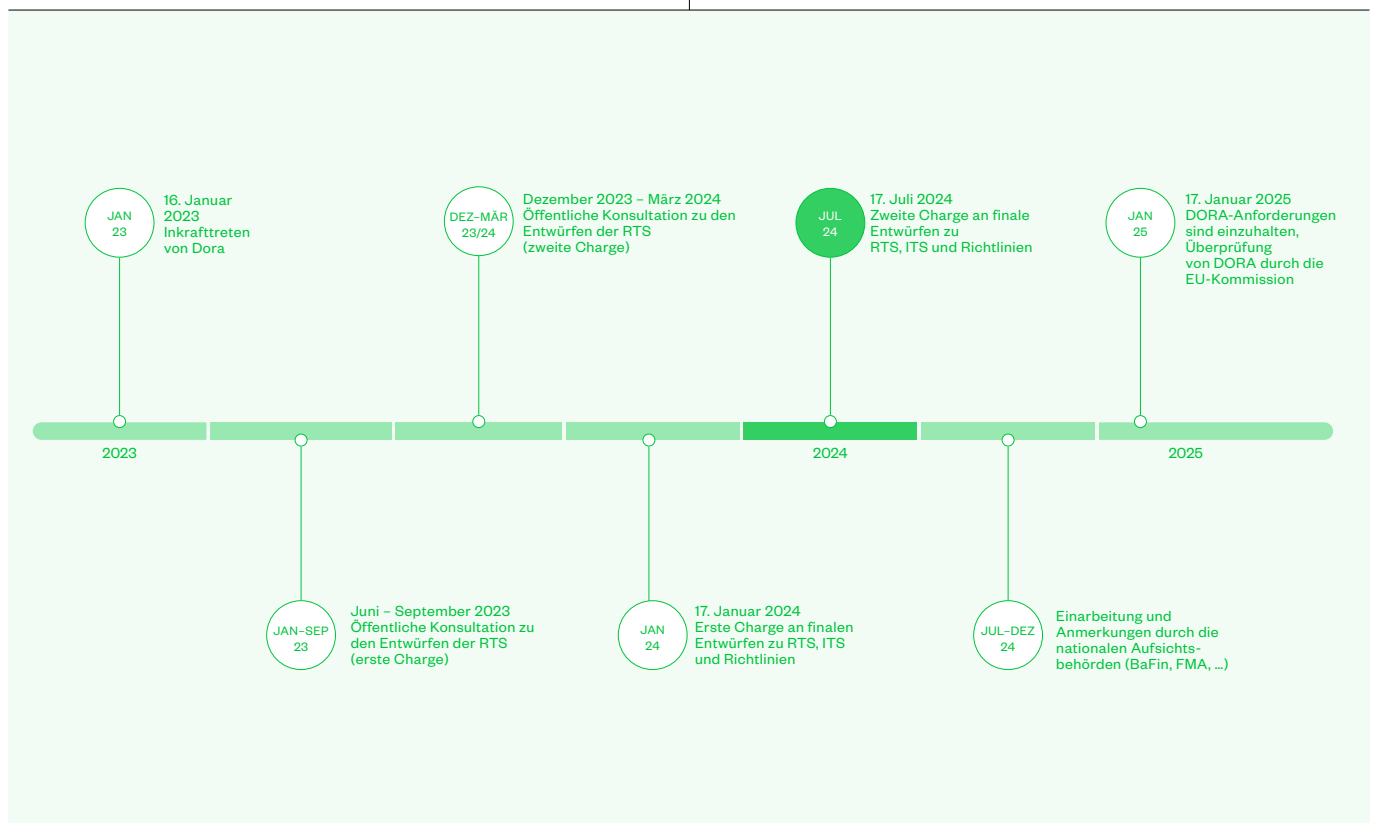 JAN
23
16. Januar
2023
Inkrafttreten
von Dora
DEZ–MÄR
23/24
Dezember 2023 – März 2024
Öffentliche Konsultation zu den
Entwürfen der RTS
(zweite Charge)
JUL
24
17. Juli 2024
Zweite Charge an finale
Entwürfen zu
RTS, ITS und Richtlinien
JAN
25
17. Januar 2025
DORA-Anforderungen
sind einzuhalten,
Überprüfung
von DORA durch die
EU-Kommission
2023
2024
2025
JAN–SEP
23
Juni – September 2023
Öffentliche Konsultation zu
den Entwürfen der RTS
(erste Charge)
JAN
24
17. Januar 2024
Erste Charge an finalen
Entwürfen zu RTS, ITS
und Richtlinien
JUL–DEZ
24
Einarbeitung und
Anmerkungen durch die
nationalen Aufsichts-
behörden (BaFin, FMA, ...)